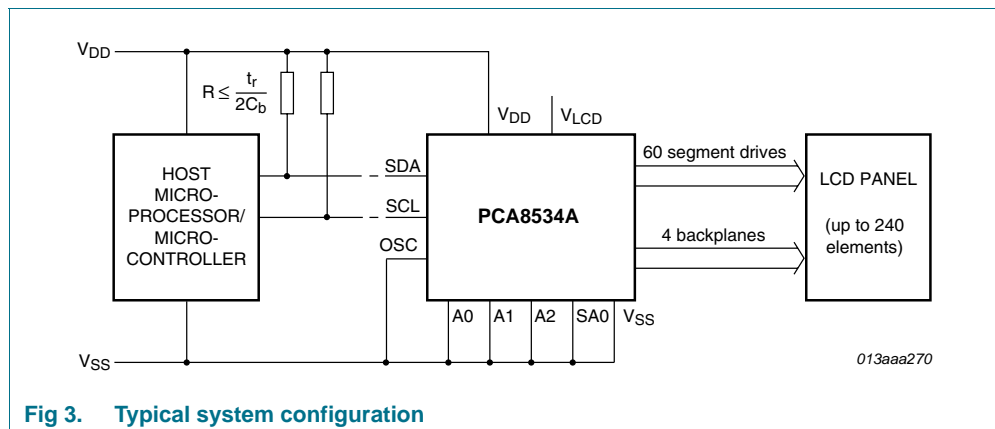 VDD
R ≤ tr
2Cb
VDD
VLCD
HOST
MICRO-
PROCESSOR/
MICRO-
CONTROLLER
SDA
SCL
OSC
PCA8534A
60 segment drives
4 backplanes
LCD PANEL
(up to 240
elements)
A0 A1 A2 SA0 VSS
VSS
013aaa270
Fig 3. Typical system configuration